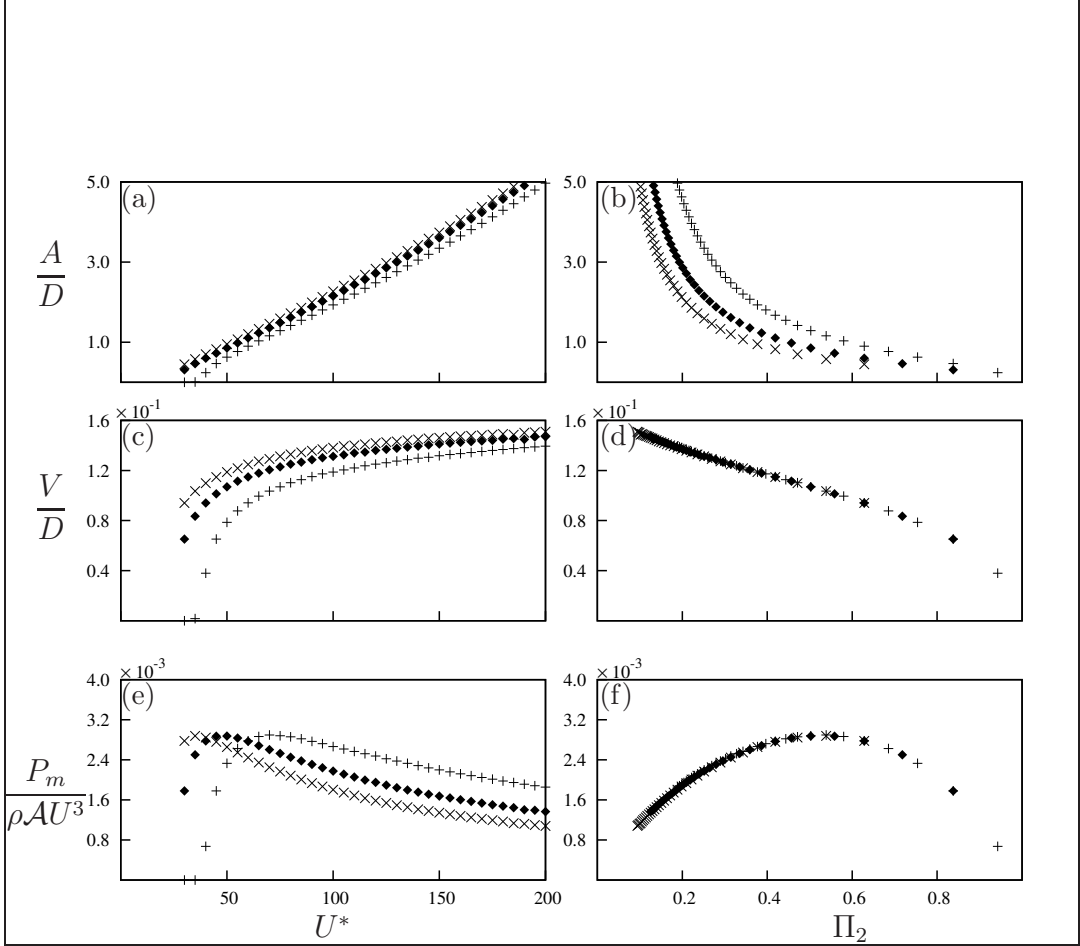 5.0 (a) 5.0 (b)
A/D
3.0 3.0
1.0 1.0
× 10-1 × 10-1
1.6 (c) 1.6 (d)
1.2 1.2
V/D
0.8 0.8
0.4 0.4
× 10-3 × 10-3
4.0 (e) 4.0 (f)
3.2 3.2
2.4 2.4
Pm/ρ𝒜U3
1.6 1.6
0.8 0.8
50 100 150 200 0.2 0.4 0.6 0.8
U* Π2